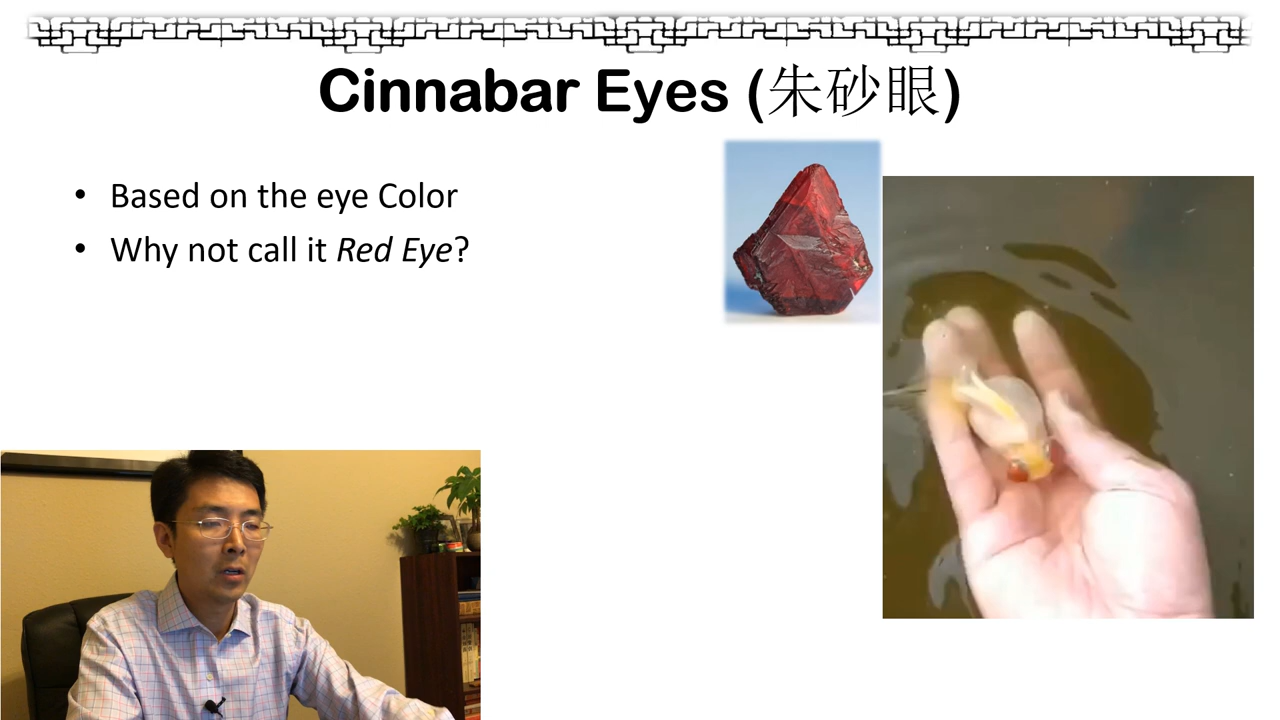 Cinnabar Eyes (朱砂眼)
• Based on the eye Color
• Why not call it Red Eye?